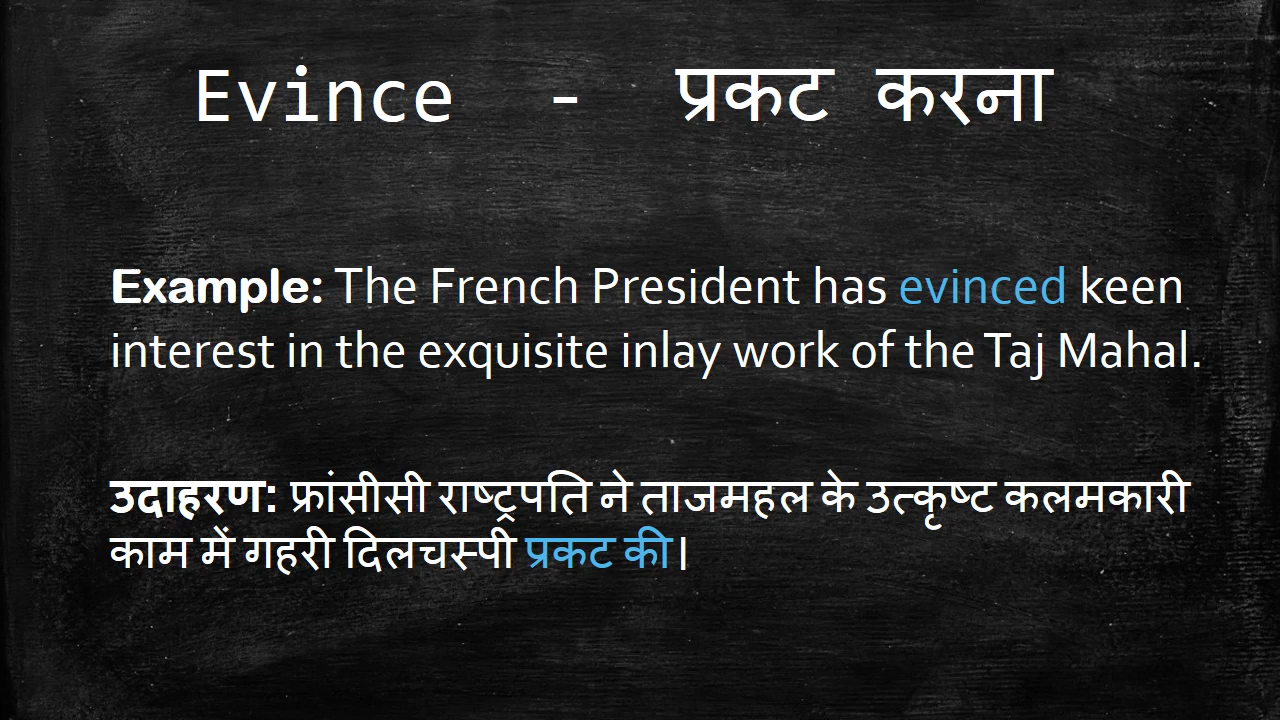 Evince - प्रकट करना
Example: The French President has evinced keen
interest in the exquisite inlay work of the Taj Mahal.
उदाहरण: फ्रांसीसी राष्ट्रपति ने ताजमहल के उत्कृष्ट कलमकारी
काम में गहरी दिलचस्पी प्रकट की।